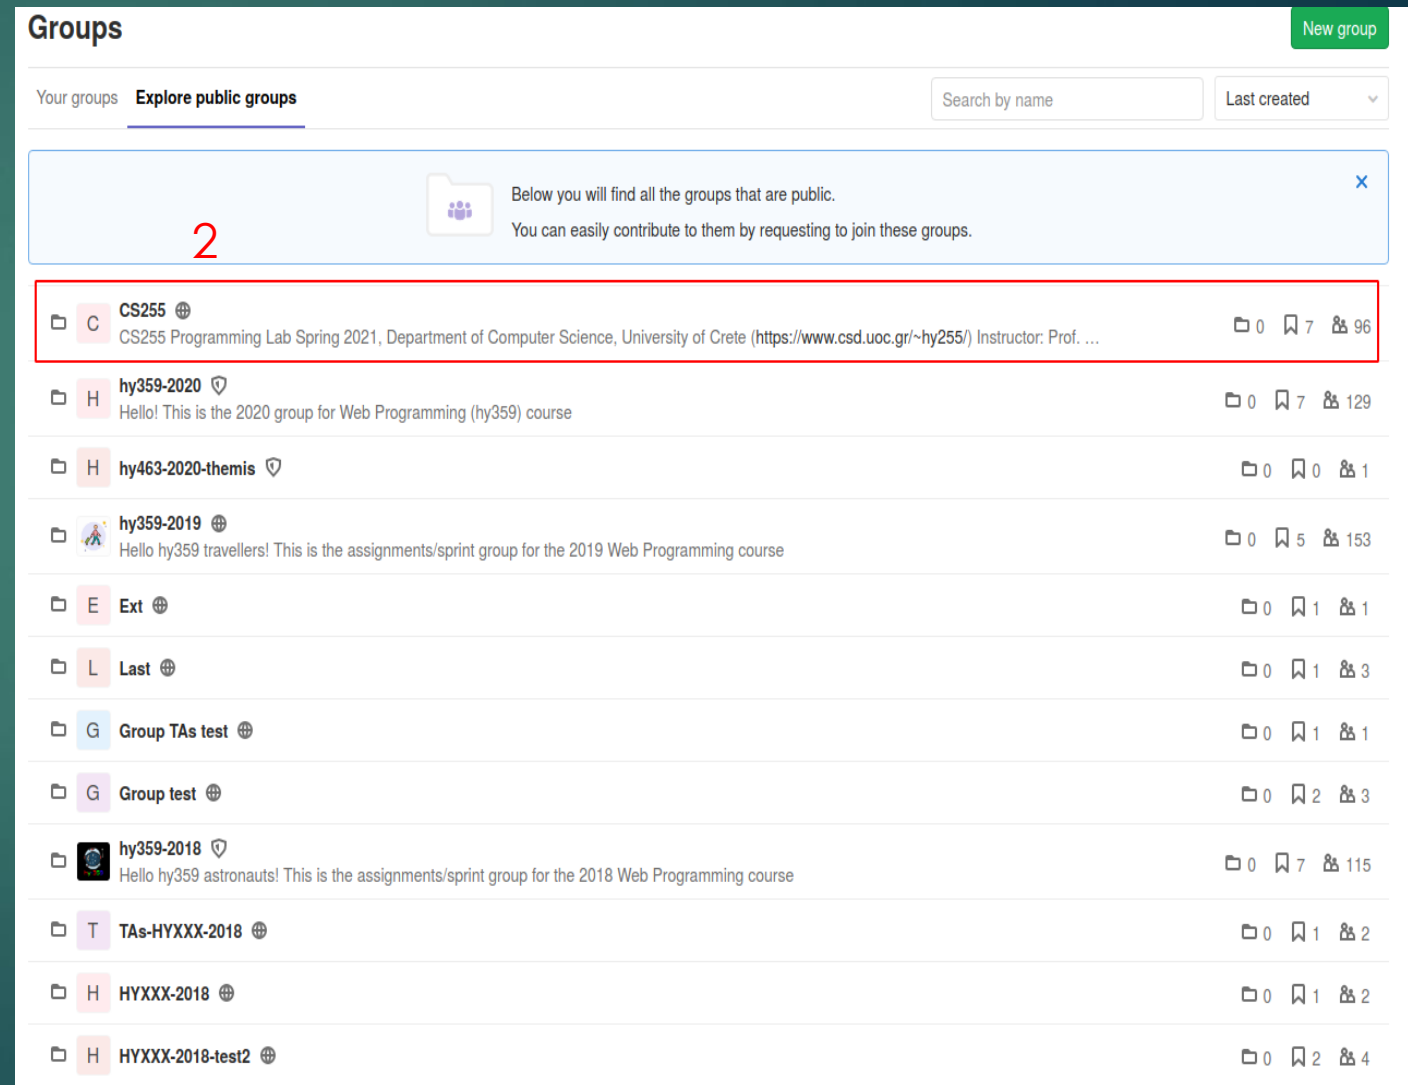 Groups
New group
Your groups Explore public groups
Search by name
Last created
Below you will find all the groups that are public.
You can easily contribute to them by requesting to join these groups.
2
C CS255
CS255 Programming Lab Spring 2021, Department of Computer Science, University of Crete (https://www.csd.uoc.gr/~hy255/) Instructor: Prof. ...
0 7 96
H hy359-2020
Hello! This is the 2020 group for Web Programming (hy359) course
0 7 129
H hy463-2020-themis
0 0 1
hy359-2019
Hello hy359 travellers! This is the assignments/sprint group for the 2019 Web Programming course
0 5 153
E Ext
0 1 1
L Last
0 1 3
G Group TAs test
0 1 1
G Group test
0 2 3
hy359-2018
Hello hy359 astronauts! This is the assignments/sprint group for the 2018 Web Programming course
0 7 115
T TAs-HYXXX-2018
0 1 2
H HYXXX-2018
0 1 2
H HYXXX-2018-test2
0 2 4